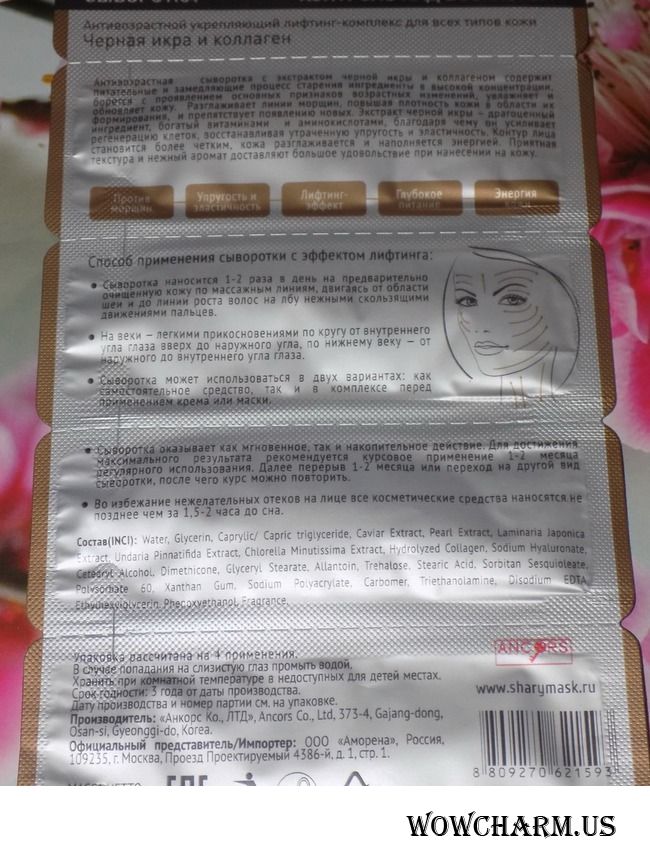 Антивозрастной укрепляющий лифтинг-комплекс для всех типов кожи
Черная икра и коллаген
Антивозрастная сыворотка с экстрактом черной икры и коллагеном содержит
питательные и замедляющие процесс старения ингредиенты в высокой концентрации,
борется с проявлением основных признаков возрастных изменений, увлажняет и
обновляет кожу. Разглаживает линии морщин, повышая плотность кожи в области их
формирования, и препятствует появлению новых. Экстракт черной икры – драгоценный
ингредиент, богатый витаминами и аминокислотами, благодаря чему он усиливает
регенерацию клеток, восстанавливая утраченную упругость и эластичность. Контур лица
становится более четким, кожа разглаживается и наполняется энергией. Приятная
текстура и нежный аромат доставляют большое удовольствие при нанесении на кожу.
Против морщин
Упругость и эластичность
Лифтинг-эффект
Глубокое питание
Энергия кожи
Способ применения сыворотки с эффектом лифтинга:
• Сыворотка наносится 1-2 раза в день на предварительно
очищенную кожу по массажным линиям, двигаясь от области
шеи и до линии роста волос на лбу нежными скользящими
движениями пальцев.
• На веки — легкими прикосновениями по кругу от внутреннего
угла глаза вверх до наружного угла, по нижнему веку — от
наружного до внутреннего угла глаза.
• Сыворотка может использоваться в двух вариантах: как
самостоятельное средство, так и в комплексе перед
применением крема или маски.
• Сыворотка оказывает как мгновенное, так и накопительное действие. Для достижения
максимального результата рекомендуется курсовое применение 1-2 месяца
регулярного использования. Далее перерыв 1-2 месяца или переход на другой вид
сыворотки, после чего курс можно повторить.
• Во избежание нежелательных отеков на лице все косметические средства наносятся не
позднее чем за 1,5-2 часа до сна.
Состав(INCI): Water, Glycerin, Caprylic/ Capric triglyceride, Caviar Extract, Pearl Extract, Laminaria Japonica
Extract, Undaria Pinnatifida Extract, Chlorella Minutissima Extract, Hydrolyzed Collagen, Sodium Hyaluronate,
Cetearyl Alcohol, Dimethicone, Glyceryl Stearate, Allantoin, Trehalose, Stearic Acid, Sorbitan Sesquioleate,
Polysorbate 60, Xanthan Gum, Sodium Polyacrylate, Carbomer, Triethanolamine, Disodium EDTA
Ethylhexylglycerin, Phenoxyethanol, Fragrance.
Упаковка рассчитана на 4 применения.
В случае попадания на слизистую глаз промыть водой.
Хранить при комнатной температуре в недоступных для детей местах.
Срок годности: 3 года от даты производства.
Дату производства и номер партии см. на упаковке.
Производитель: «Анкорс Ко., ЛТД», Ancors Co., Ltd, 373-4, Gajang-dong,
Osan-si, Gyeonggi-do, Korea.
Официальный представитель/Импортер: ООО «Аморена», Россия,
109235, г. Москва, Проезд Проектируемый 4386-й, д. 1, стр. 1.
ANCORS
www.sharymask.ru
8 809270 621593
WOWCHARM.US